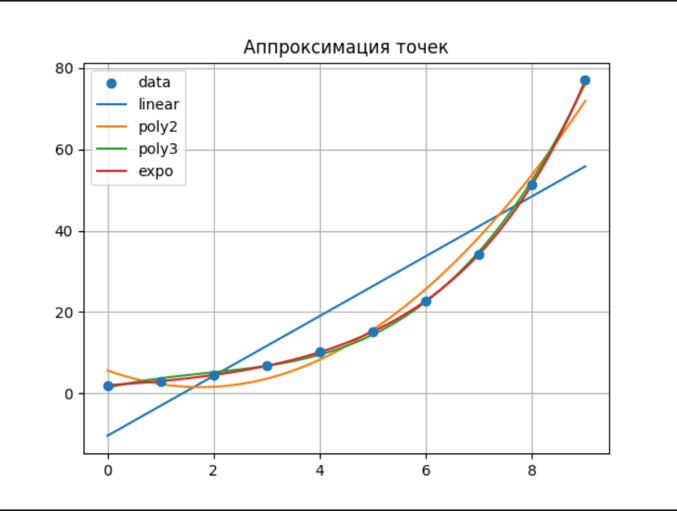 Аппроксимация точек
data
linear
poly2
poly3
expo
80
60
40
20
0
0 2 4 6 8